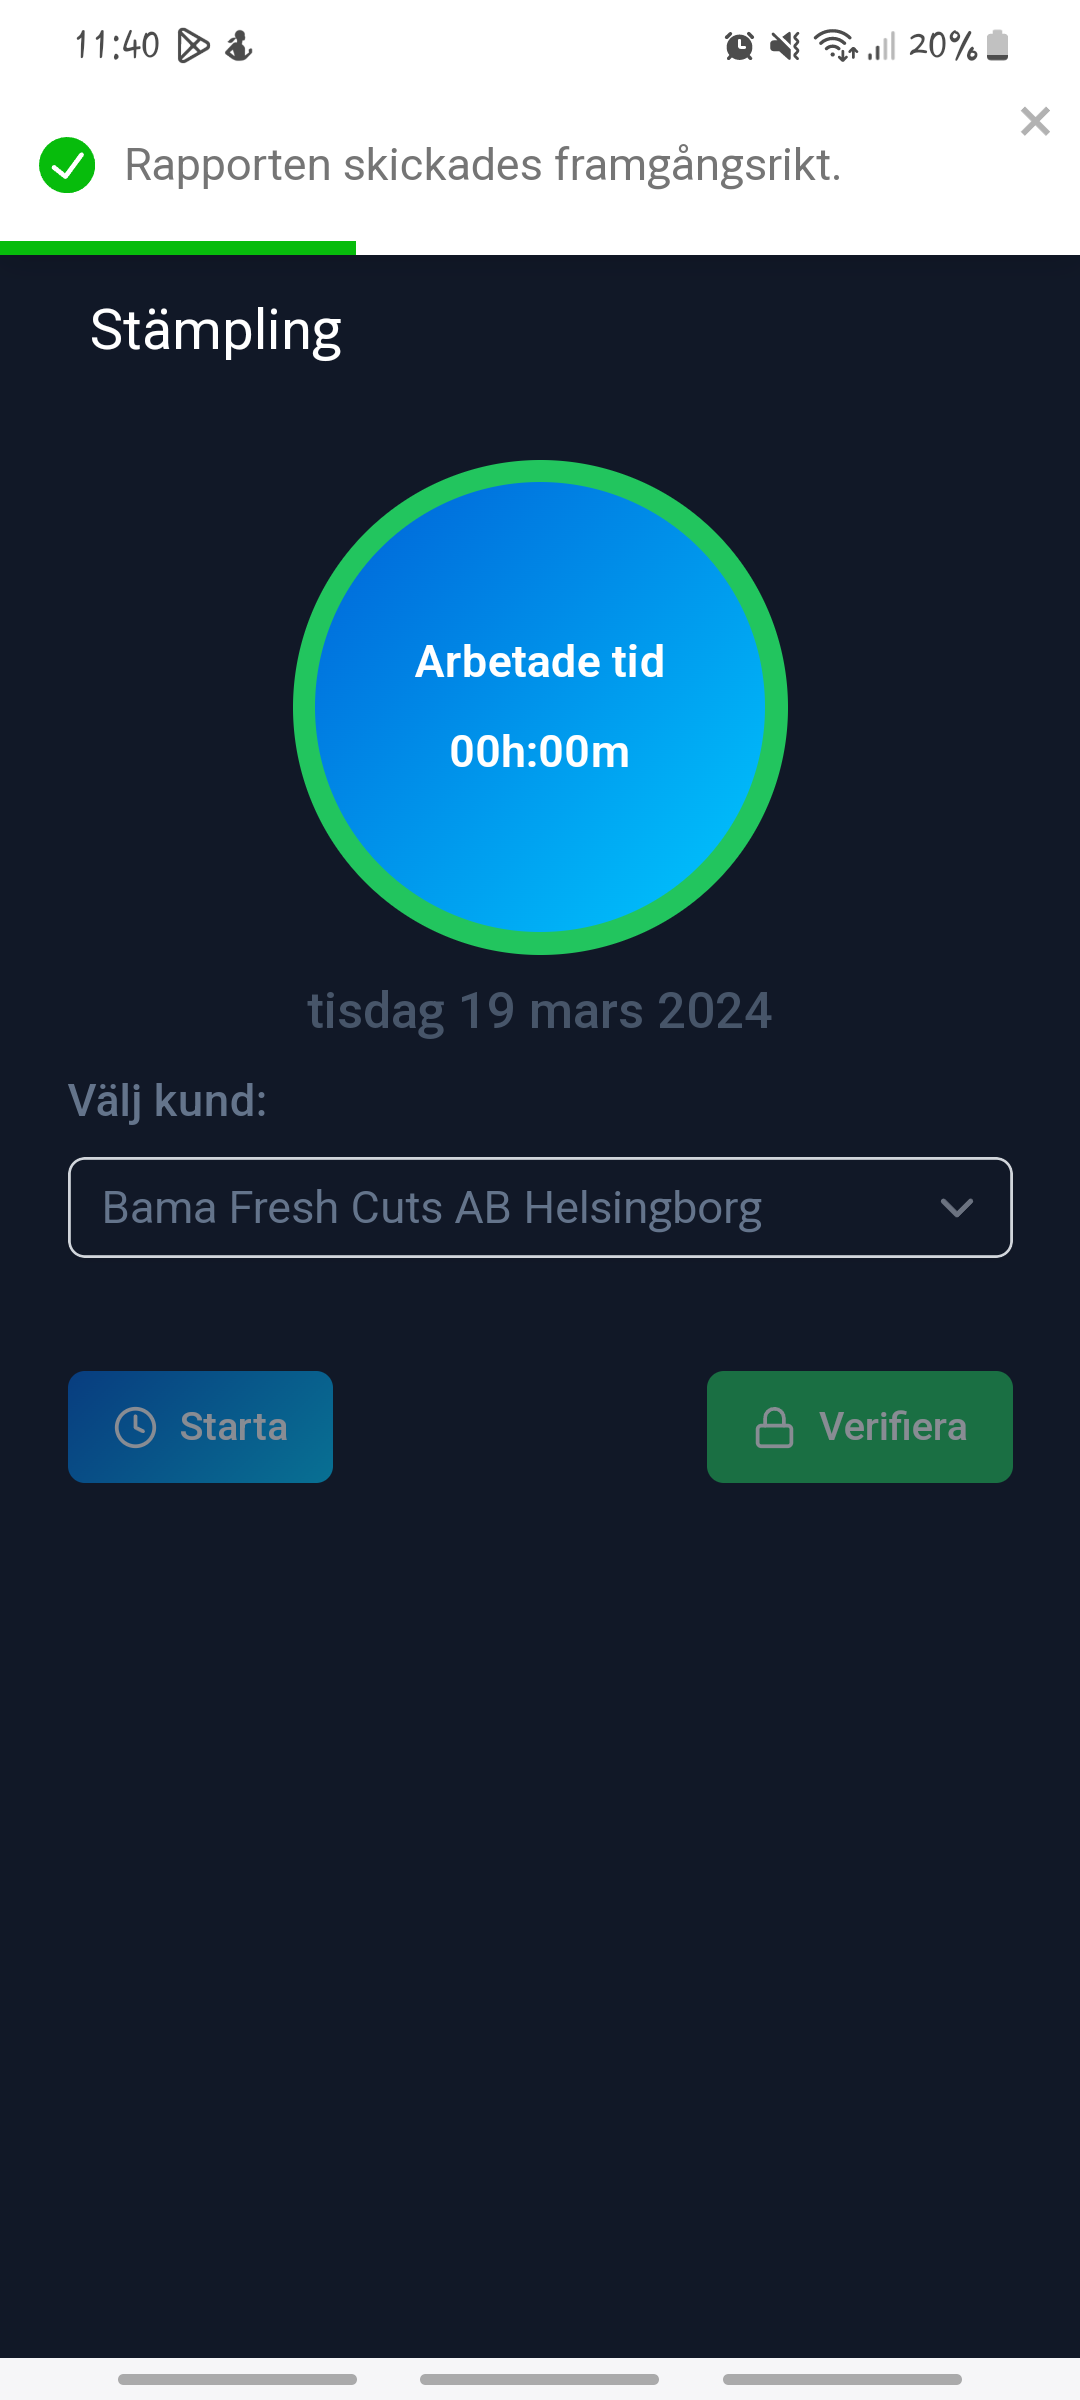 11:40
20%
Rapporten skickades framgångsrikt.
Stämpling
Arbetade tid
00h:00m
tisdag 19 mars 2024
Välj kund:
Bama Fresh Cuts AB Helsingborg
Starta
Verifiera